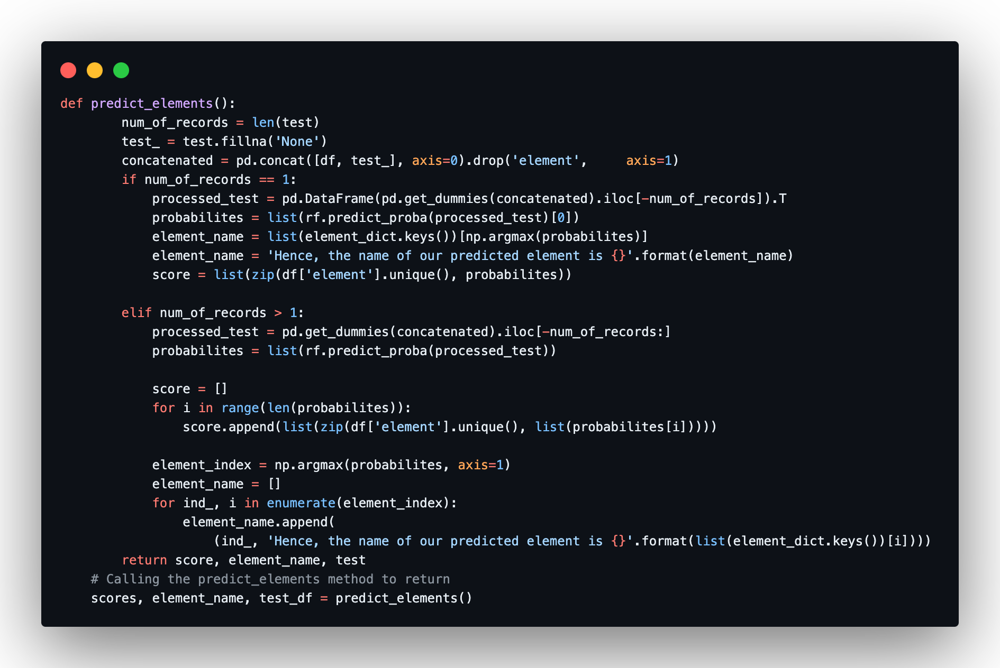 def predict_elements():
        num_of_records = len(test)
        test_ = test.fillna('None')
        concatenated = pd.concat([df, test_], axis=0).drop('element',     axis=1)
        if num_of_records == 1:
            processed_test = pd.DataFrame(pd.get_dummies(concatenated).iloc[-num_of_records]).T
            probabilites = list(rf.predict_proba(processed_test)[0])
            element_name = list(element_dict.keys())[np.argmax(probabilites)]
            element_name = 'Hence, the name of our predicted element is {}'.format(element_name)
            score = list(zip(df['element'].unique(), probabilites))

        elif num_of_records > 1:
            processed_test = pd.get_dummies(concatenated).iloc[-num_of_records:]
            probabilites = list(rf.predict_proba(processed_test))

            score = []
            for i in range(len(probabilites)):
                score.append(list(zip(df['element'].unique(), list(probabilites[i]))))

            element_index = np.argmax(probabilites, axis=1)
            element_name = []
            for ind_, i in enumerate(element_index):
                element_name.append(
                    (ind_, 'Hence, the name of our predicted element is {}'.format(list(element_dict.keys())[i])))
        return score, element_name, test
    # Calling the predict_elements method to return
    scores, element_name, test_df = predict_elements()